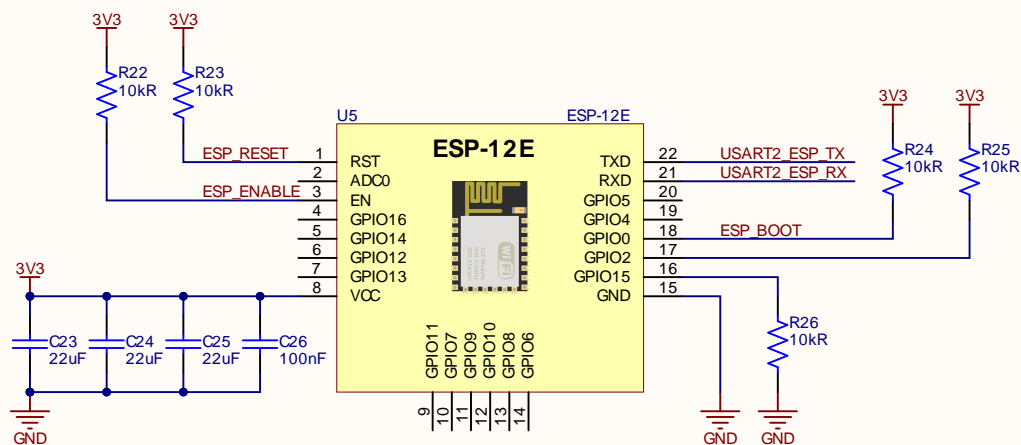 3V3
3V3
R22
10kR
R23
10kR
3V3
3V3
R24
10kR
R25
10kR
U5
ESP-12E
ESP-12E
ESP_RESET
1
RST
2
ADC0
ESP_ENABLE
3
EN
4
GPIO16
5
GPIO14
6
GPIO12
7
GPIO13
8
VCC
TXD
22
USART2_ESP_TX
RXD
21
USART2_ESP_RX
GPIO5
20
GPIO4
19
GPIO0
18
ESP_BOOT
GPIO2
17
GPIO15
16
GND
15
WiFi
3V3
C23
22uF
C24
22uF
C25
22uF
C26
100nF
R26
10kR
GPIO11
GPIO7
GPIO9
GPIO10
GPIO8
GPIO6
9
10
11
12
13
14
GND
GND
GND